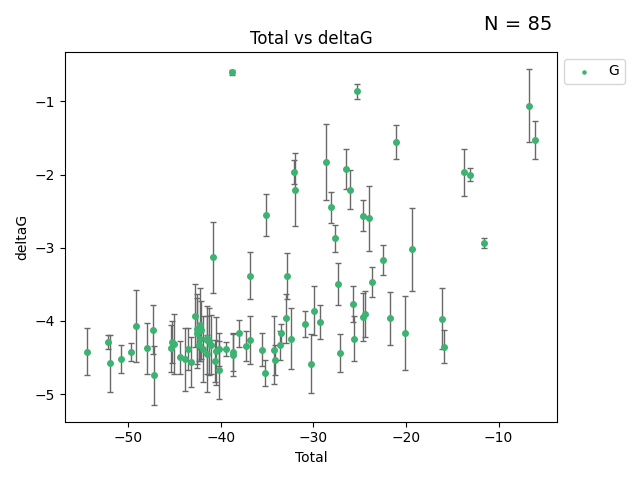 N = 85
Total vs deltaG
G
−1
−2
−3
−4
−5
deltaG
−50 −40 −30 −20 −10
Total